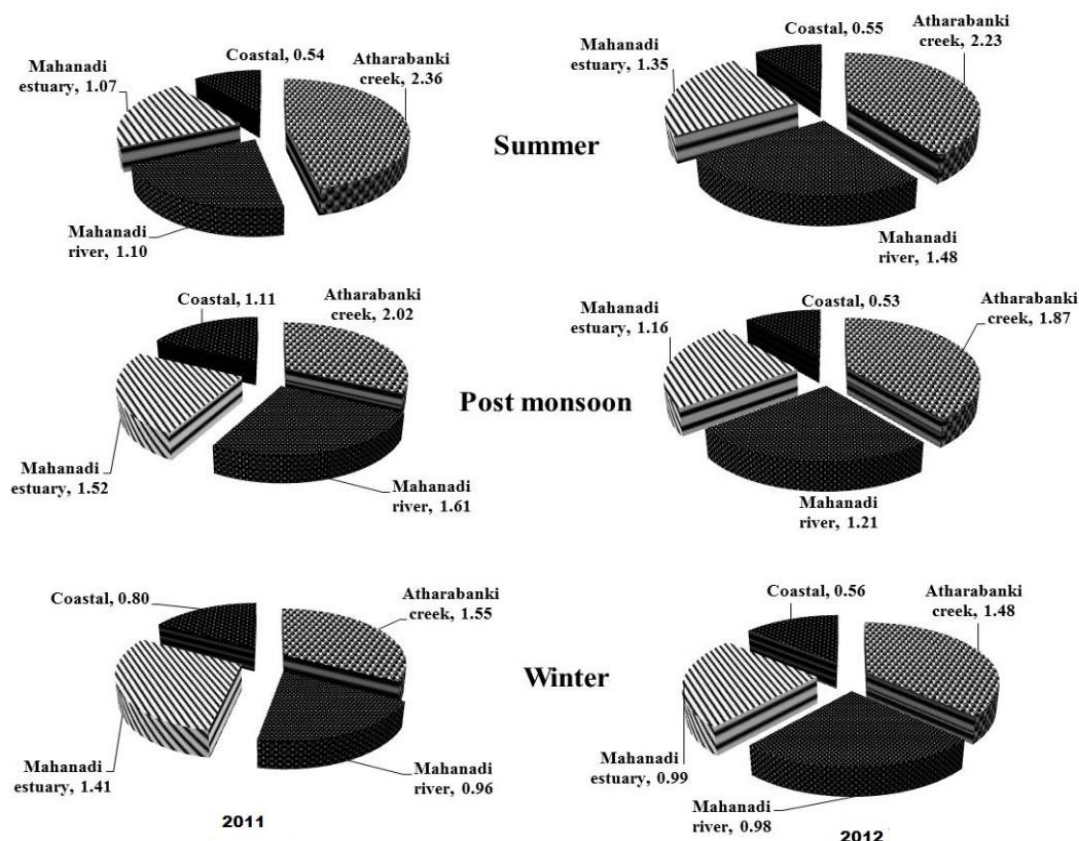 Coastal, 0.54
Atharabanki
creek, 2.36
Mahanadi
estuary, 1.07
Mahanadi
river, 1.10
Summer
Coastal, 0.55
Atharabanki
creek, 2.23
Mahanadi
estuary, 1.35
Mahanadi
river, 1.48
Coastal, 1.11
Atharabanki
creek, 2.02
Mahanadi
estuary, 1.52
Mahanadi
river, 1.61
Post monsoon
Coastal, 0.53
Atharabanki
creek, 1.87
Mahanadi
estuary, 1.16
Mahanadi
river, 1.21
Coastal, 0.80
Atharabanki
creek, 1.55
Mahanadi
estuary, 1.41
Mahanadi
river, 0.96
Winter
Coastal, 0.56
Atharabanki
creek, 1.48
Mahanadi
estuary, 0.99
Mahanadi
river, 0.98
2011
2012